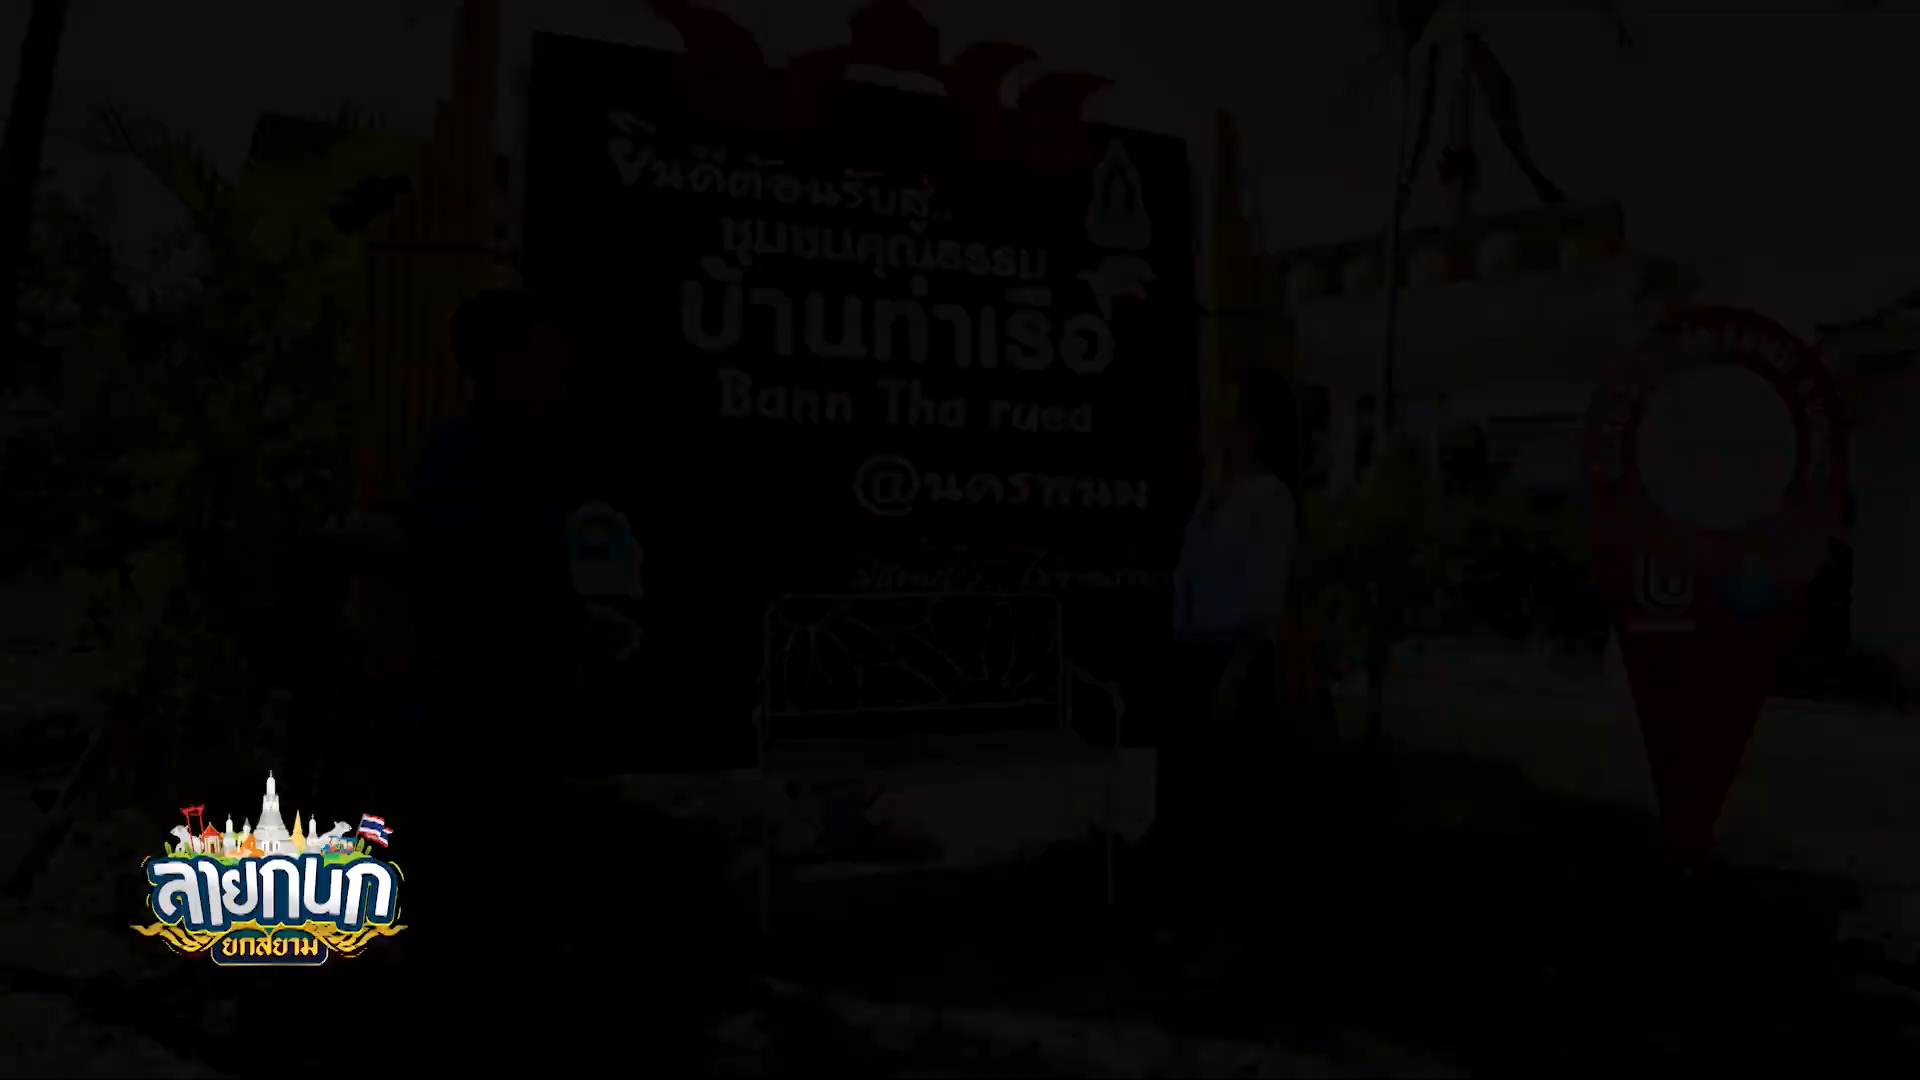 ยินดีต้อนรับสู่..
ชุมชนคุณธรรม
บ้านท่าเรือ
Bann Tha ruea
@นครพนม
ลายกนก
ยกสยาม